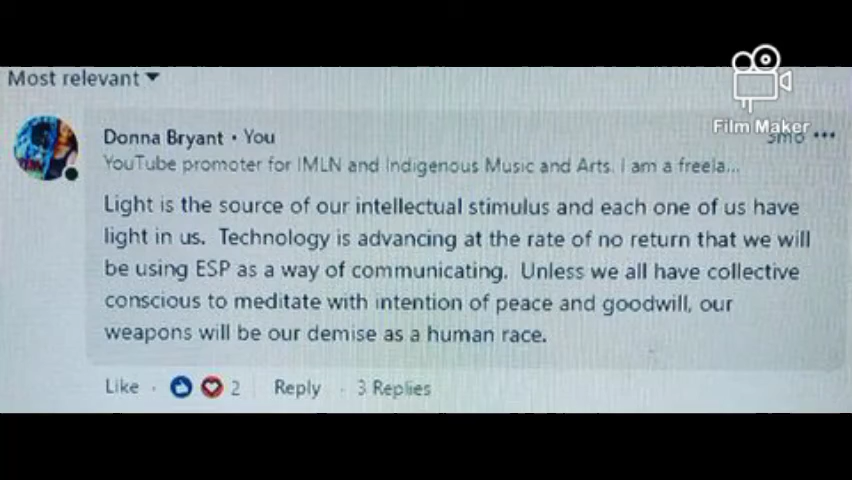 Most relevant
Film Maker
Donna Bryant • You
5mo •••
YouTube promoter for IMLN and Indigenous Music and Arts. I am a freela...
Light is the source of our intellectual stimulus and each one of us have
light in us. Technology is advancing at the rate of no return that we will
be using ESP as a way of communicating. Unless we all have collective
conscious to meditate with intention of peace and goodwill, our
weapons will be our demise as a human race.
Like · 2 | Reply · 3 Replies